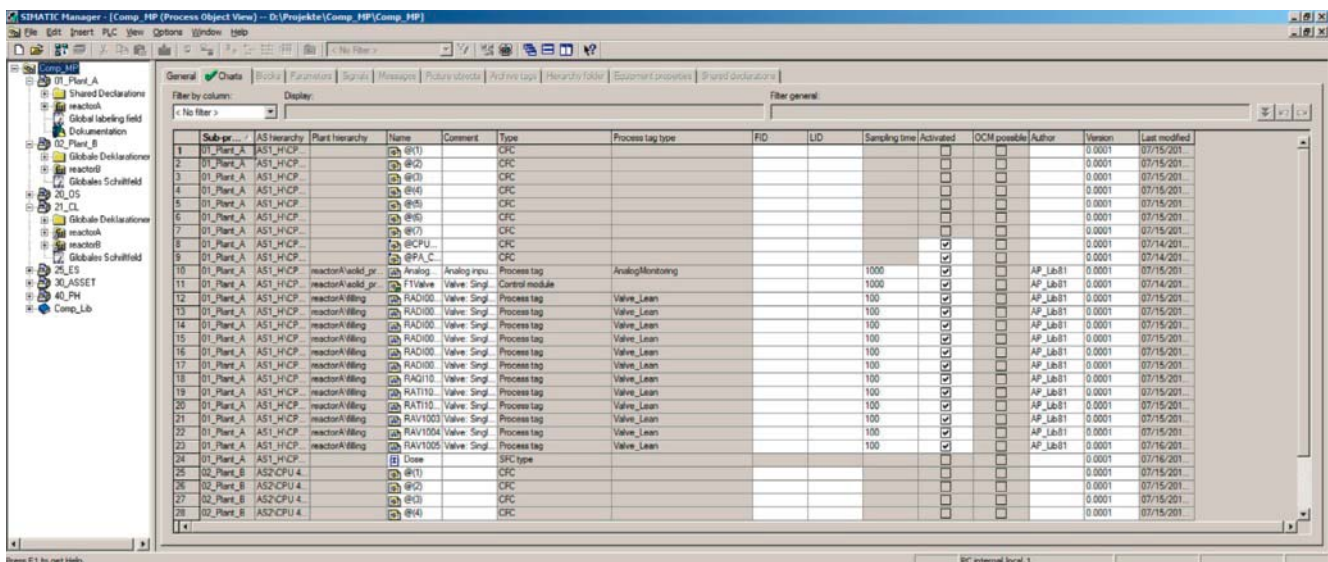 SIMATIC Manager - [Comp_MP (Process Object View) -- D:\Projekte\Comp_MP\Comp_MP]
File Edit Insert PLC View Options Window Help
< No Filter >
Comp_MP
01_Plant_A
Shared Declarations
reactorA
Global labeling field
Dokumentation
02_Plant_B
Globale Deklarationen
reactorB
Globales Schriftfeld
20_OS
21_CL
Globale Deklarationen
reactorA
reactorB
Globales Schriftfeld
25_ES
30_ASSET
40_PH
Comp_Lib
General Charts Blocks Parameters Signals Messages Picture objects Archive tags Hierarchy folder Equipment properties Shared declarations
Filter by column: Display: Filter general:
< No filter >
Sub-pr... AS hierarchy Plant hierarchy Name Comment Type Process tag type FID LID Sampling time Activated OCM possible Author Version Last modified
1 01_Plant_A AS1_H\CP... @(1) CFC 0.0001 07/15/201...
2 01_Plant_A AS1_H\CP... @(2) CFC 0.0001 07/15/201...
3 01_Plant_A AS1_H\CP... @(3) CFC 0.0001 07/15/201...
4 01_Plant_A AS1_H\CP... @(4) CFC 0.0001 07/15/201...
5 01_Plant_A AS1_H\CP... @(5) CFC 0.0001 07/15/201...
6 01_Plant_A AS1_H\CP... @(6) CFC 0.0001 07/15/201...
7 01_Plant_A AS1_H\CP... @(7) CFC 0.0001 07/15/201...
8 01_Plant_A AS1_H\CP... @CPU... CFC 0.0001 07/14/201...
9 01_Plant_A AS1_H\CP... @PA_C... CFC 0.0001 07/14/201...
10 01_Plant_A AS1_H\CP... reactorA\solid_pr... Analog... Analog inpu... Process tag AnalogMonitoring 1000 AP_Lib81 0.0001 07/15/201...
11 01_Plant_A AS1_H\CP... reactorA\solid_pr... F1Valve Valve: Singl... Control module 1000 AP_Lib81 0.0001 07/14/201...
12 01_Plant_A AS1_H\CP... reactorA\filling RADI00... Valve: Singl... Process tag Valve_Lean 100 AP_Lib81 0.0001 07/15/201...
13 01_Plant_A AS1_H\CP... reactorA\filling RADI00... Valve: Singl... Process tag Valve_Lean 100 AP_Lib81 0.0001 07/15/201...
14 01_Plant_A AS1_H\CP... reactorA\filling RADI00... Valve: Singl... Process tag Valve_Lean 100 AP_Lib81 0.0001 07/15/201...
15 01_Plant_A AS1_H\CP... reactorA\filling RADI00... Valve: Singl... Process tag Valve_Lean 100 AP_Lib81 0.0001 07/15/201...
16 01_Plant_A AS1_H\CP... reactorA\filling RADI00... Valve: Singl... Process tag Valve_Lean 100 AP_Lib81 0.0001 07/15/201...
17 01_Plant_A AS1_H\CP... reactorA\filling RADI00... Valve: Singl... Process tag Valve_Lean 100 AP_Lib81 0.0001 07/15/201...
18 01_Plant_A AS1_H\CP... reactorA\filling RAQI10... Valve: Singl... Process tag Valve_Lean 100 AP_Lib81 0.0001 07/15/201...
19 01_Plant_A AS1_H\CP... reactorA\filling RATI10... Valve: Singl... Process tag Valve_Lean 100 AP_Lib81 0.0001 07/15/201...
20 01_Plant_A AS1_H\CP... reactorA\filling RATI10... Valve: Singl... Process tag Valve_Lean 100 AP_Lib81 0.0001 07/15/201...
21 01_Plant_A AS1_H\CP... reactorA\filling RAV1003 Valve: Singl... Process tag Valve_Lean 100 AP_Lib81 0.0001 07/15/201...
22 01_Plant_A AS1_H\CP... reactorA\filling RAV1004 Valve: Singl... Process tag Valve_Lean 100 AP_Lib81 0.0001 07/15/201...
23 01_Plant_A AS1_H\CP... reactorA\filling RAV1005 Valve: Singl... Process tag Valve_Lean 100 AP_Lib81 0.0001 07/16/201...
24 01_Plant_A AS1_H\CP... Dose SFC type 0.0001 07/16/201...
25 02_Plant_B AS2\CPU 4... @(1) CFC 0.0001 07/15/201...
26 02_Plant_B AS2\CPU 4... @(2) CFC 0.0001 07/15/201...
27 02_Plant_B AS2\CPU 4... @(3) CFC 0.0001 07/15/201...
28 02_Plant_B AS2\CPU 4... @(4) CFC 0.0001 07/15/201...
Press F1 to get Help. PC internal local 1